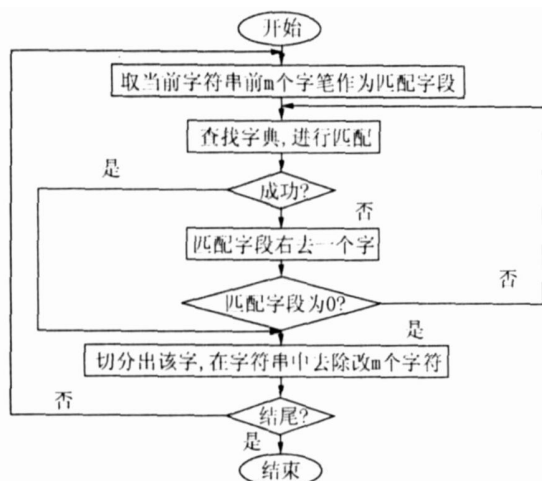 开始
取当前字符串前m个字笔作为匹配字段
查找字典,进行匹配
是
成功?
否
匹配字段右去一个字
否
匹配字段为0?
是
切分出该字,在字符串中去除改m个字符
否
结尾?
是
结束